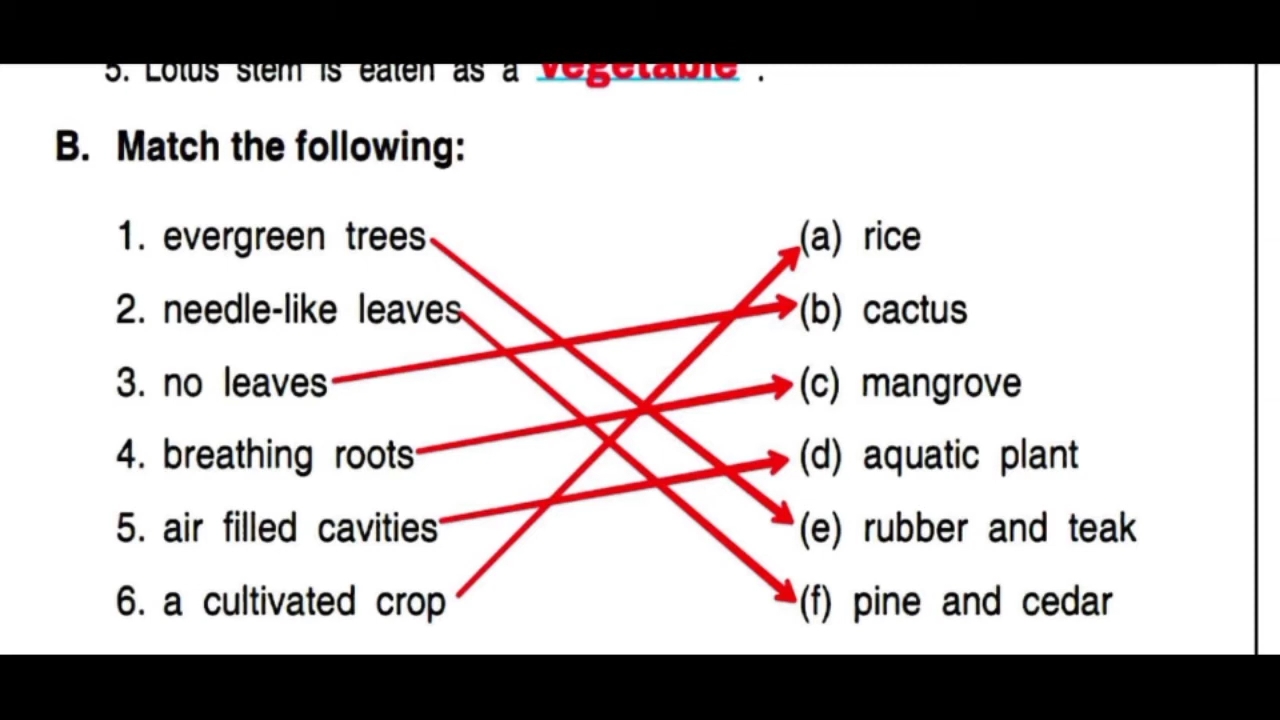 5. Lotus stem is eaten as a vegetable .
B. Match the following:
1. evergreen trees (a) rice
2. needle-like leaves (b) cactus
3. no leaves (c) mangrove
4. breathing roots (d) aquatic plant
5. air filled cavities (e) rubber and teak
6. a cultivated crop (f) pine and cedar